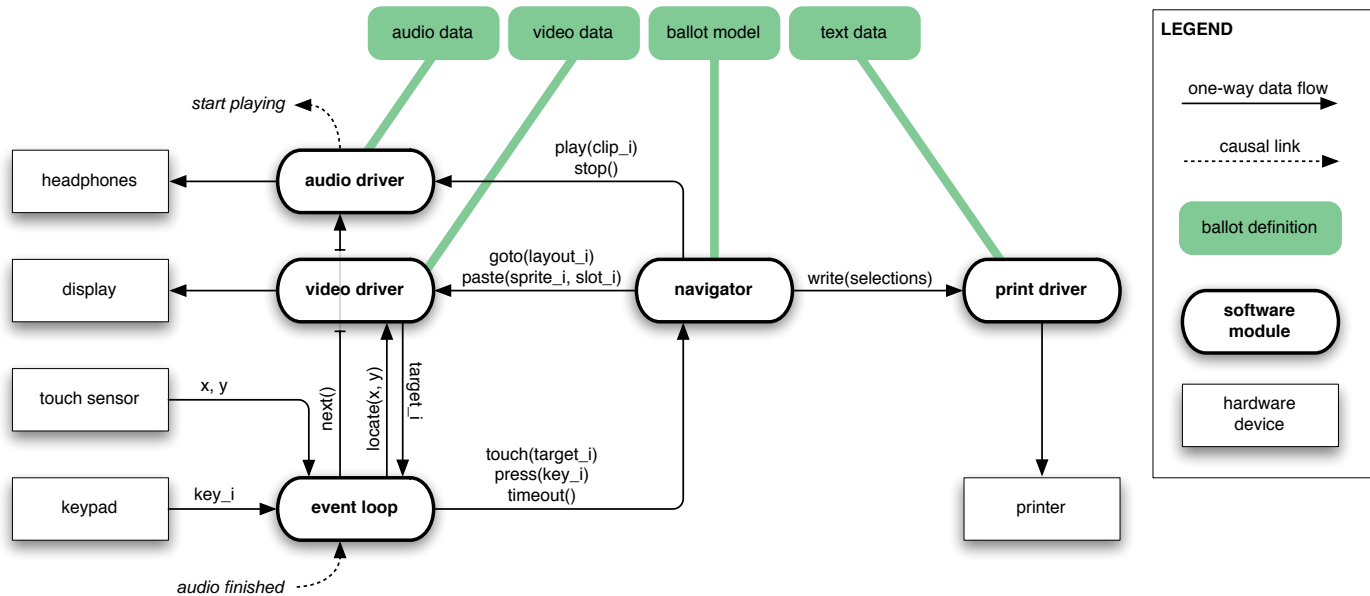 audio data
video data
ballot model
text data
LEGEND
one-way data flow
causal link
ballot definition
software
module
hardware
device
start playing
headphones
audio driver
play(clip_i)
stop()
display
video driver
goto(layout_i)
paste(sprite_i, slot_i)
navigator
write(selections)
print driver
touch sensor
x, y
next()
locate(x, y)
target_i
keypad
key_i
event loop
touch(target_i)
press(key_i)
timeout()
printer
audio finished